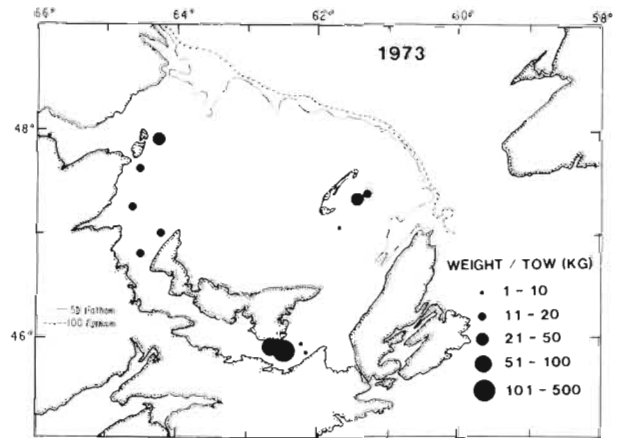 66° 64° 62° 60° 58°
1973
48°
WEIGHT / TOW (KG)
1 - 10
50 Fathom
11 - 20
100 Fathom
21 - 50
46°
51 - 100
101 - 500